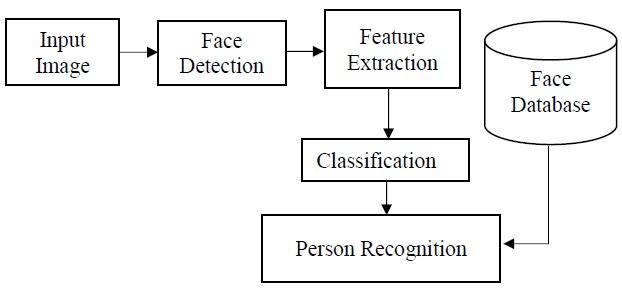 Input
Image
Face
Detection
Feature
Extraction
Face
Database
Classification
Person Recognition